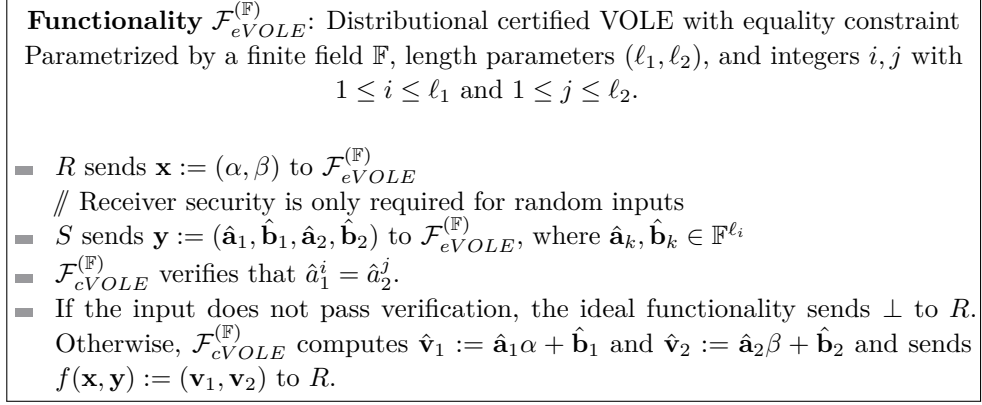 Functionality $\mathcal{F}_{eVOLE}^{(\mathbb{F})}$: Distributional certified VOLE with equality constraint
Parametrized by a finite field $\mathbb{F}$, length parameters $(\ell_1, \ell_2)$, and integers $i, j$ with
$1 \leq i \leq \ell_1$ and $1 \leq j \leq \ell_2$.
$R$ sends $\mathbf{x} := (\alpha, \beta)$ to $\mathcal{F}_{eVOLE}^{(\mathbb{F})}$
// Receiver security is only required for random inputs
$S$ sends $\mathbf{y} := (\hat{\mathbf{a}}_1, \hat{\mathbf{b}}_1, \hat{\mathbf{a}}_2, \hat{\mathbf{b}}_2)$ to $\mathcal{F}_{eVOLE}^{(\mathbb{F})}$, where $\hat{\mathbf{a}}_k, \hat{\mathbf{b}}_k \in \mathbb{F}^{\ell_i}$
$\mathcal{F}_{cVOLE}^{(\mathbb{F})}$ verifies that $\hat{a}_1^i = \hat{a}_2^j$.
If the input does not pass verification, the ideal functionality sends $\perp$ to $R$.
Otherwise, $\mathcal{F}_{cVOLE}^{(\mathbb{F})}$ computes $\hat{\mathbf{v}}_1 := \hat{\mathbf{a}}_1\alpha + \hat{\mathbf{b}}_1$ and $\hat{\mathbf{v}}_2 := \hat{\mathbf{a}}_2\beta + \hat{\mathbf{b}}_2$ and sends
$f(\mathbf{x}, \mathbf{y}) := (\mathbf{v}_1, \mathbf{v}_2)$ to $R$.